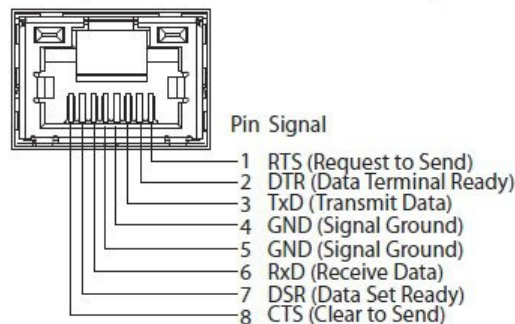 Pin Signal
1 RTS (Request to Send)
2 DTR (Data Terminal Ready)
3 TxD (Transmit Data)
4 GND (Signal Ground)
5 GND (Signal Ground)
6 RxD (Receive Data)
7 DSR (Data Set Ready)
8 CTS (Clear to Send)